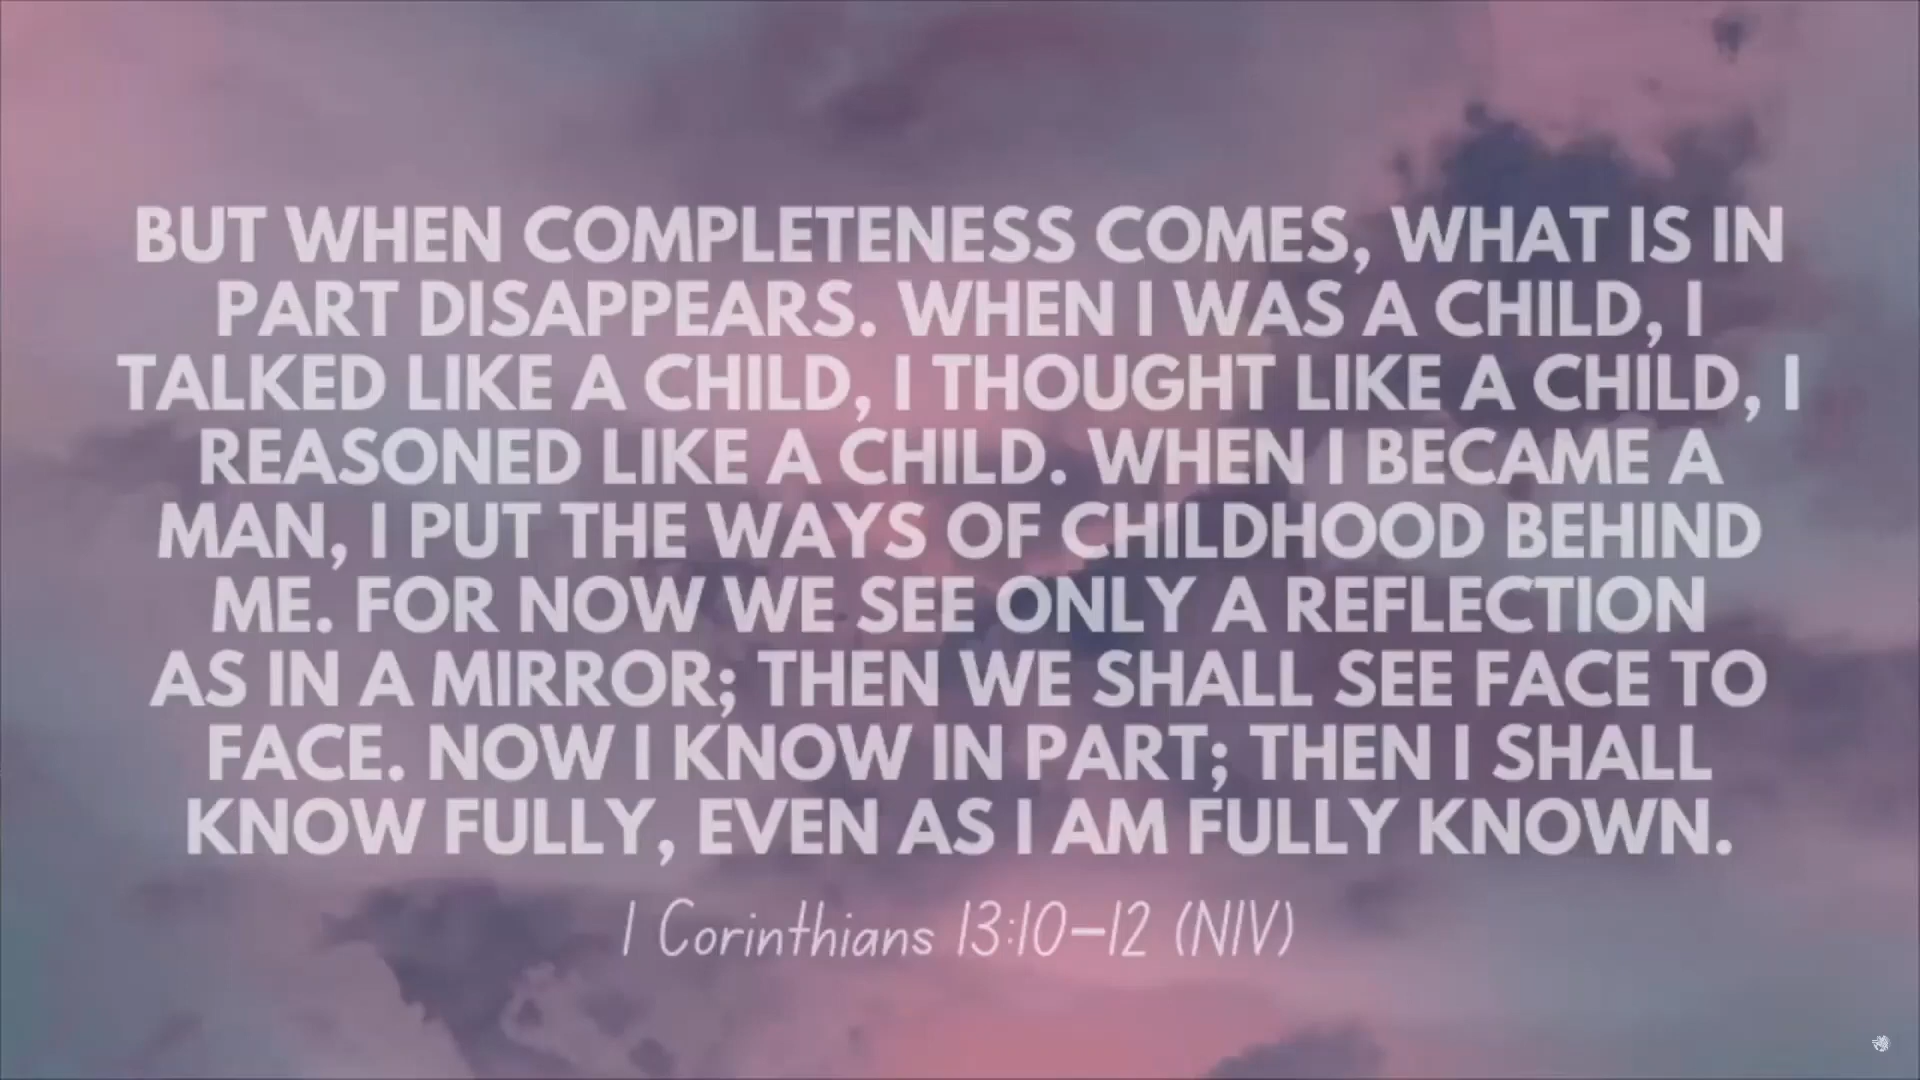 BUT WHEN COMPLETENESS COMES, WHAT IS IN
PART DISAPPEARS. WHEN I WAS A CHILD, I
TALKED LIKE A CHILD, I THOUGHT LIKE A CHILD, I
REASONED LIKE A CHILD. WHEN I BECAME A
MAN, I PUT THE WAYS OF CHILDHOOD BEHIND
ME. FOR NOW WE SEE ONLY A REFLECTION
AS IN A MIRROR; THEN WE SHALL SEE FACE TO
FACE. NOW I KNOW IN PART; THEN I SHALL
KNOW FULLY, EVEN AS I AM FULLY KNOWN.
1 Corinthians 13:10–12 (NIV)